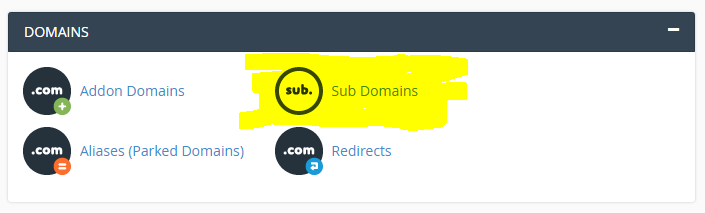 DOMAINS
.com Addon Domains
sub. Sub Domains
.com Aliases (Parked Domains)
.com Redirects